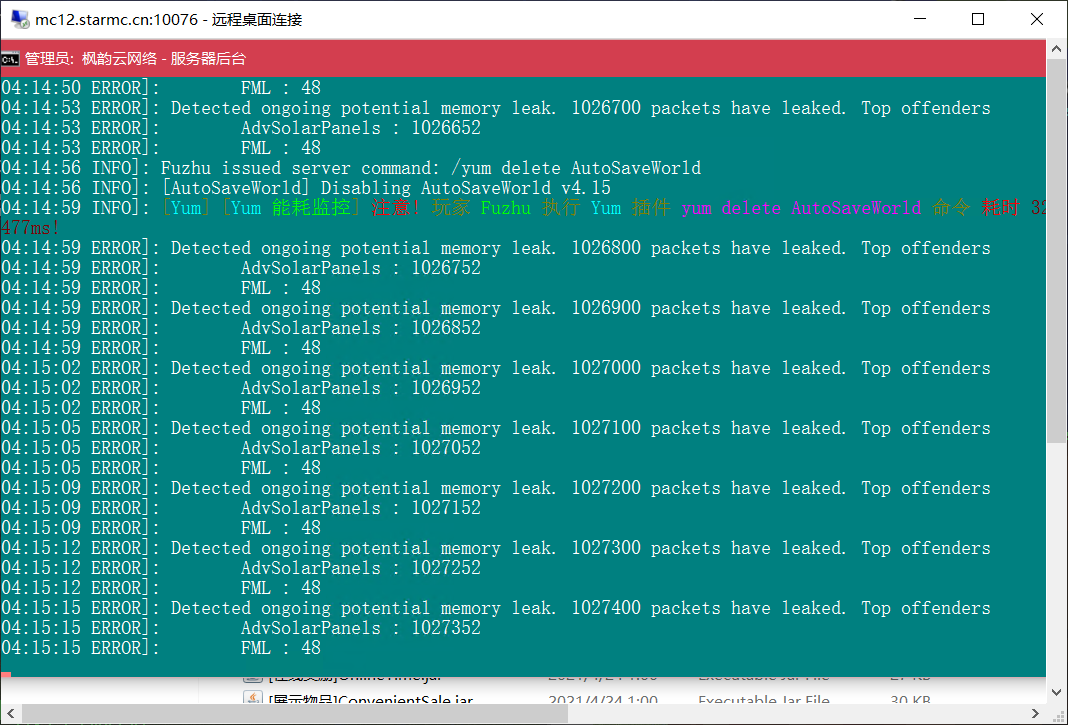 mc12.starmc.cn:10076 - 远程桌面连接
管理员: 枫韵云网络 - 服务器后台
04:14:50 ERROR]: FML : 48
04:14:53 ERROR]: Detected ongoing potential memory leak. 1026700 packets have leaked. Top offenders
04:14:53 ERROR]: AdvSolarPanels : 1026652
04:14:53 ERROR]: FML : 48
04:14:56 INFO]: Fuzhu issued server command: /yum delete AutoSaveWorld
04:14:56 INFO]: [AutoSaveWorld] Disabling AutoSaveWorld v4.15
04:14:59 INFO]: [Yum] [Yum 能耗监控] 注意! 玩家 Fuzhu 执行 Yum 插件 yum delete AutoSaveWorld 命令 耗时 32
477ms!
04:14:59 ERROR]: Detected ongoing potential memory leak. 1026800 packets have leaked. Top offenders
04:14:59 ERROR]: AdvSolarPanels : 1026752
04:14:59 ERROR]: FML : 48
04:14:59 ERROR]: Detected ongoing potential memory leak. 1026900 packets have leaked. Top offenders
04:14:59 ERROR]: AdvSolarPanels : 1026852
04:14:59 ERROR]: FML : 48
04:15:02 ERROR]: Detected ongoing potential memory leak. 1027000 packets have leaked. Top offenders
04:15:02 ERROR]: AdvSolarPanels : 1026952
04:15:02 ERROR]: FML : 48
04:15:05 ERROR]: Detected ongoing potential memory leak. 1027100 packets have leaked. Top offenders
04:15:05 ERROR]: AdvSolarPanels : 1027052
04:15:05 ERROR]: FML : 48
04:15:09 ERROR]: Detected ongoing potential memory leak. 1027200 packets have leaked. Top offenders
04:15:09 ERROR]: AdvSolarPanels : 1027152
04:15:09 ERROR]: FML : 48
04:15:12 ERROR]: Detected ongoing potential memory leak. 1027300 packets have leaked. Top offenders
04:15:12 ERROR]: AdvSolarPanels : 1027252
04:15:12 ERROR]: FML : 48
04:15:15 ERROR]: Detected ongoing potential memory leak. 1027400 packets have leaked. Top offenders
04:15:15 ERROR]: AdvSolarPanels : 1027352
04:15:15 ERROR]: FML : 48
[在线奖励]OnlineTime.jar 2021/4/24 1:00 Executable Jar File 27 KB
[展示物品]ConvenientSale.jar 2021/4/24 1:00 Executable Jar File 30 KB